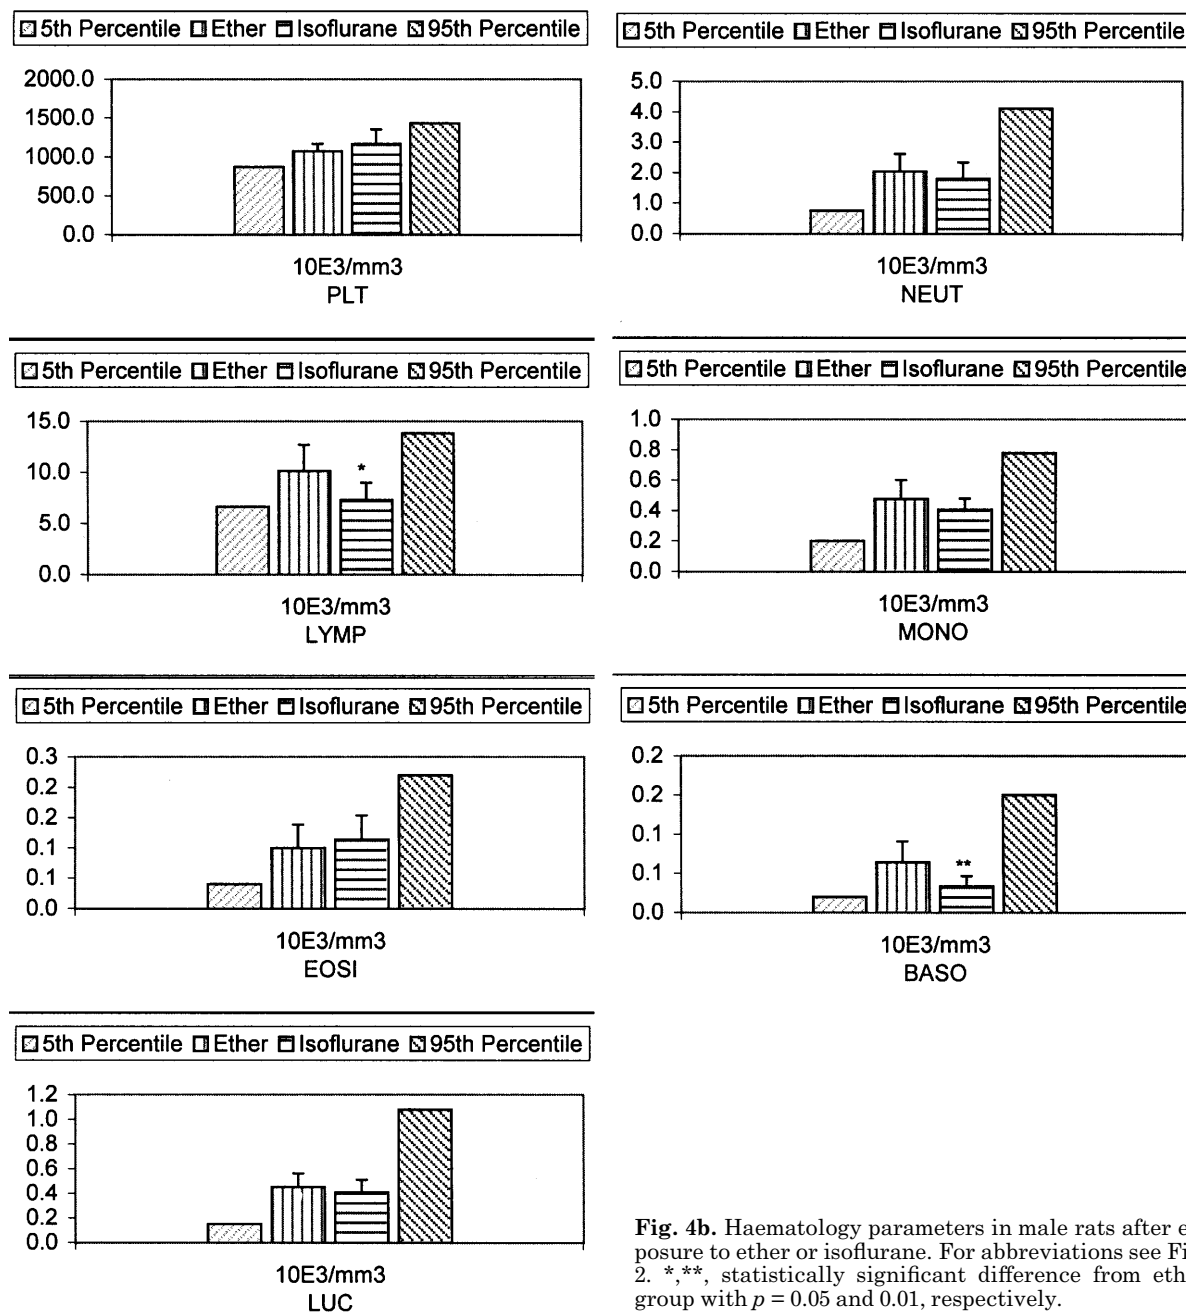 5th Percentile Ether Isoflurane 95th Percentile
2000.0
1500.0
1000.0
500.0
0.0
10E3/mm3
PLT
5th Percentile Ether Isoflurane 95th Percentile
5.0
4.0
3.0
2.0
1.0
0.0
10E3/mm3
NEUT
5th Percentile Ether Isoflurane 95th Percentile
15.0
10.0
5.0
0.0
*
10E3/mm3
LYMP
5th Percentile Ether Isoflurane 95th Percentile
1.0
0.8
0.6
0.4
0.2
0.0
10E3/mm3
MONO
5th Percentile Ether Isoflurane 95th Percentile
0.3
0.2
0.2
0.1
0.1
0.0
10E3/mm3
EOSI
5th Percentile Ether Isoflurane 95th Percentile
0.2
0.2
0.1
0.1
0.0
**
10E3/mm3
BASO
5th Percentile Ether Isoflurane 95th Percentile
1.2
1.0
0.8
0.6
0.4
0.2
0.0
10E3/mm3
LUC
Fig. 4b. Haematology parameters in male rats after e
posure to ether or isoflurane. For abbreviations see Fi
2. *,**, statistically significant difference from eth
group with p = 0.05 and 0.01, respectively.